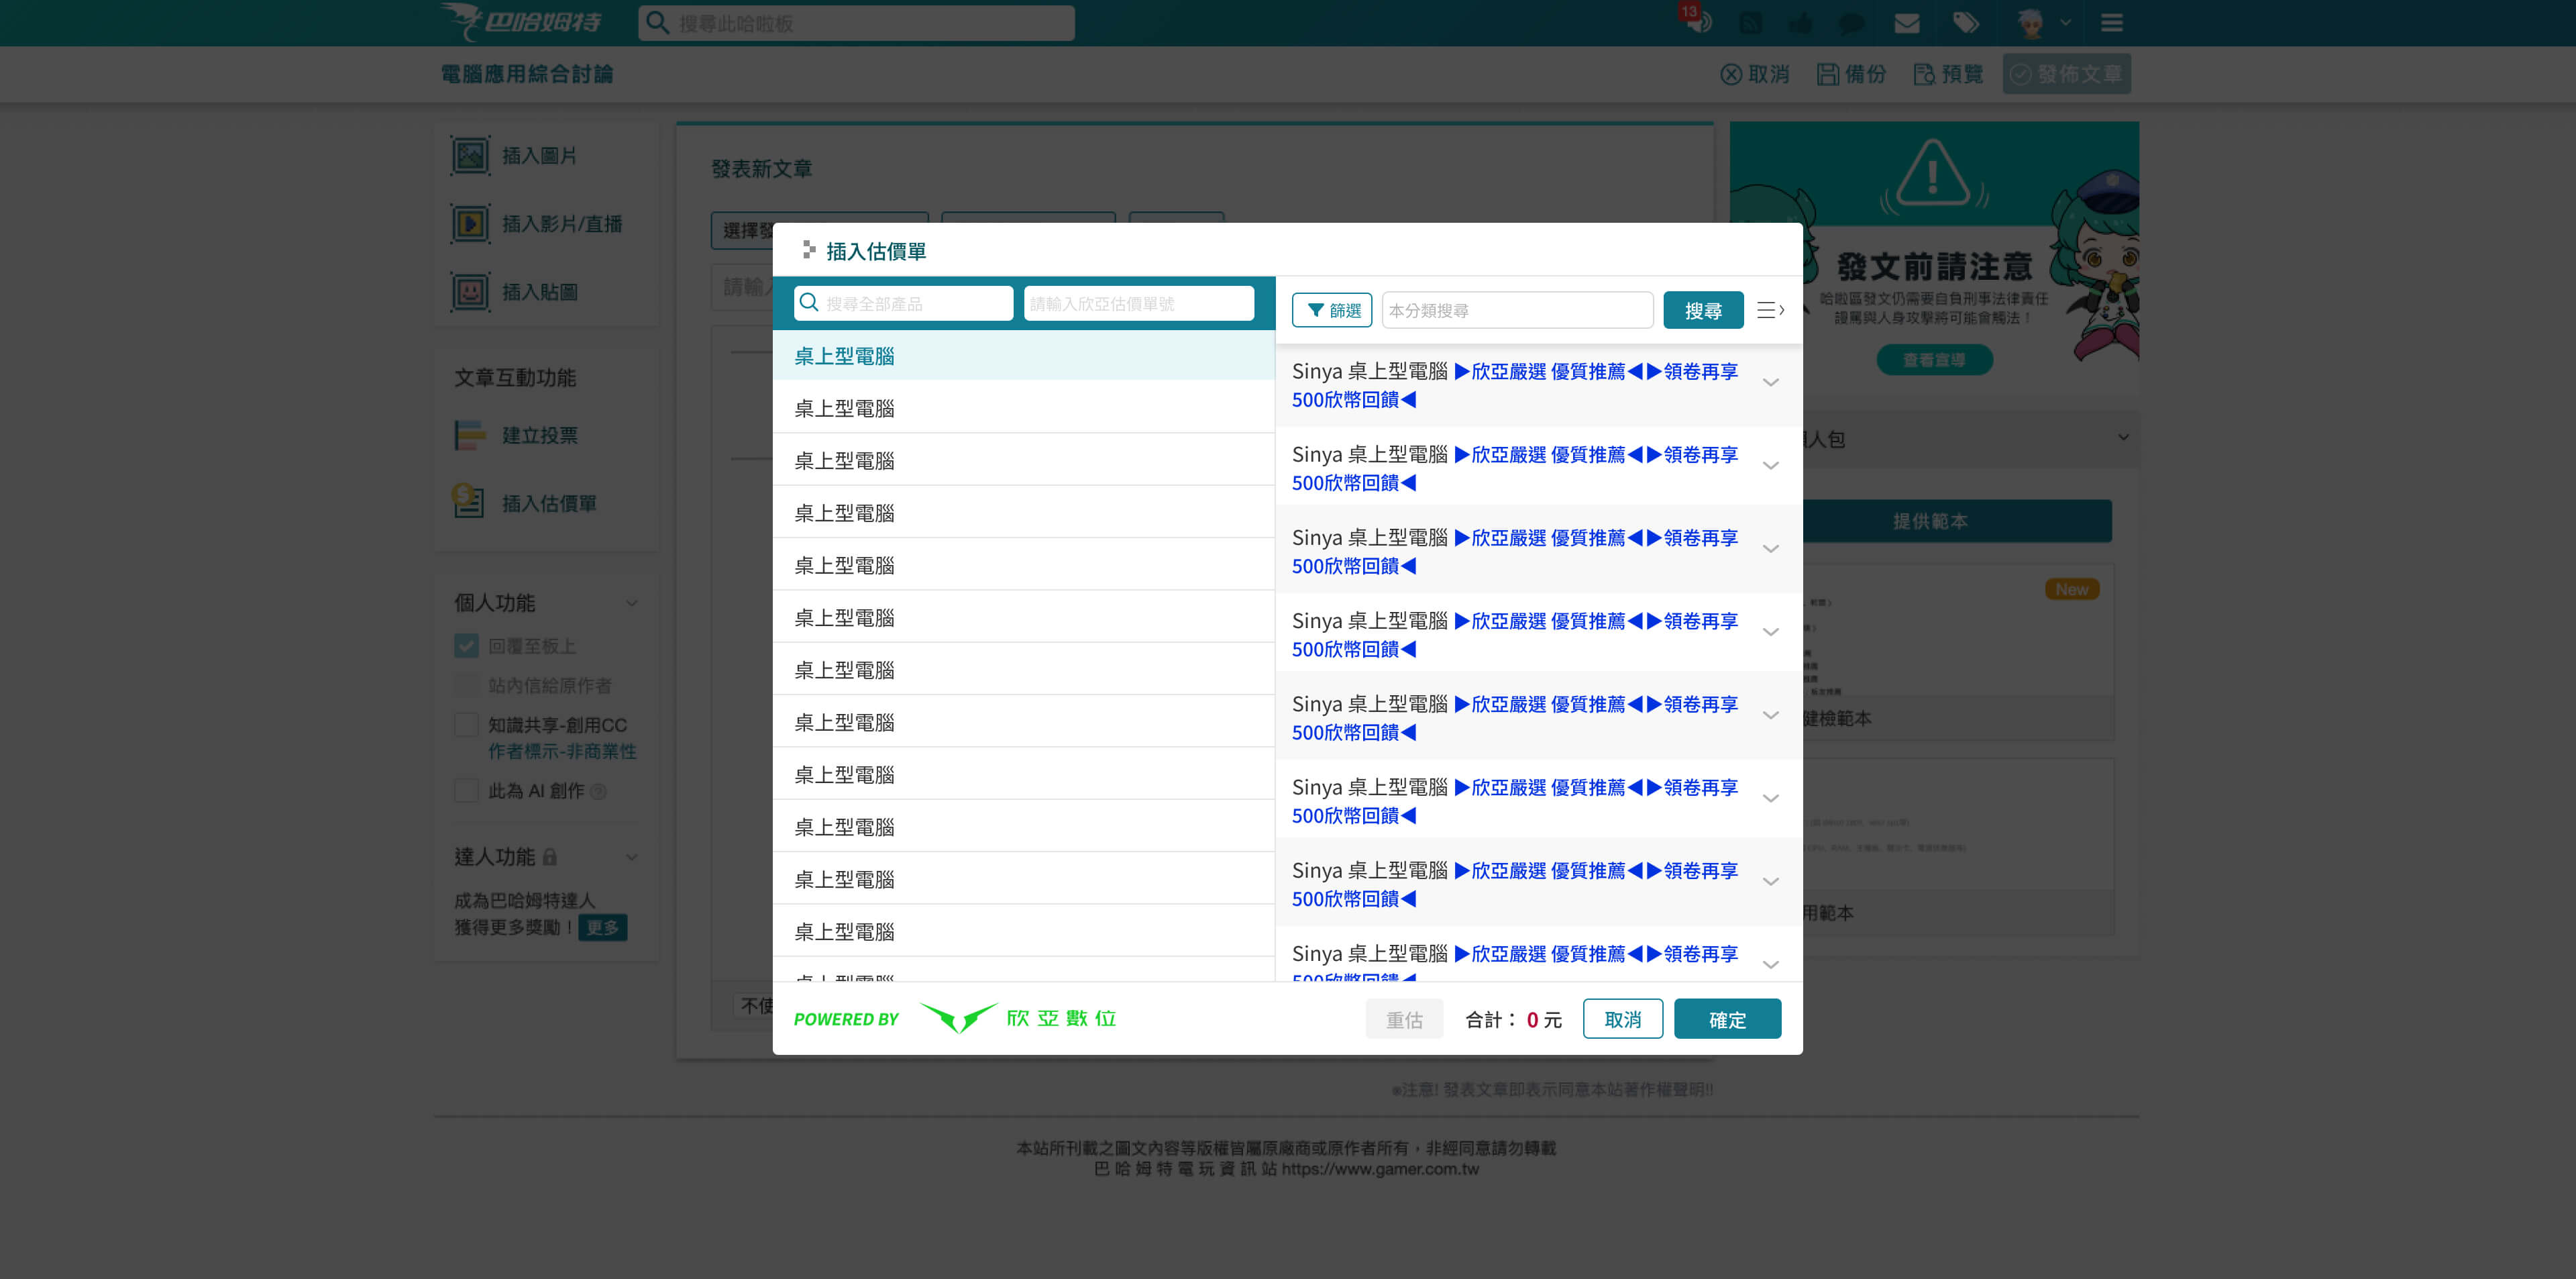 巴哈姆特
搜尋此哈啦板
13
電腦應用綜合討論
取消
備份
預覽
發佈文章
插入圖片
插入影片/直播
插入貼圖
文章互動功能
建立投票
插入估價單
個人功能
回覆至板上
站內信給原作者
知識共享-創用CC
作者標示-非商業性
此為 AI 創作
達人功能
成為巴哈姆特達人
獲得更多獎勵！ 更多
發表新文章
選擇發
請輸入
不使
插入估價單
搜尋全部產品
請輸入欣亞估價單號
桌上型電腦
桌上型電腦
桌上型電腦
桌上型電腦
桌上型電腦
桌上型電腦
桌上型電腦
桌上型電腦
桌上型電腦
桌上型電腦
桌上型電腦
桌上型電腦
桌上型電腦
篩選
本分類搜尋
搜尋
Sinya 桌上型電腦 ▶欣亞嚴選 優質推薦◀▶領卷再享
500欣幣回饋◀
Sinya 桌上型電腦 ▶欣亞嚴選 優質推薦◀▶領卷再享
500欣幣回饋◀
Sinya 桌上型電腦 ▶欣亞嚴選 優質推薦◀▶領卷再享
500欣幣回饋◀
Sinya 桌上型電腦 ▶欣亞嚴選 優質推薦◀▶領卷再享
500欣幣回饋◀
Sinya 桌上型電腦 ▶欣亞嚴選 優質推薦◀▶領卷再享
500欣幣回饋◀
Sinya 桌上型電腦 ▶欣亞嚴選 優質推薦◀▶領卷再享
500欣幣回饋◀
Sinya 桌上型電腦 ▶欣亞嚴選 優質推薦◀▶領卷再享
500欣幣回饋◀
Sinya 桌上型電腦 ▶欣亞嚴選 優質推薦◀▶領卷再享
500欣幣回饋◀
POWERED BY 欣亞數位
重估
合計： 0 元
取消
確定
發文前請注意
哈啦區發文仍需要自負刑事法律責任
謾罵與人身攻擊將可能會觸法！
查看宣導
人包
提供範本
New
健檢範本
用範本
※注意! 發表文章即表示同意本站著作權聲明!!
本站所刊載之圖文內容等版權皆屬原廠商或原作者所有，非經同意請勿轉載
巴哈姆特電玩資訊站 https://www.gamer.com.tw